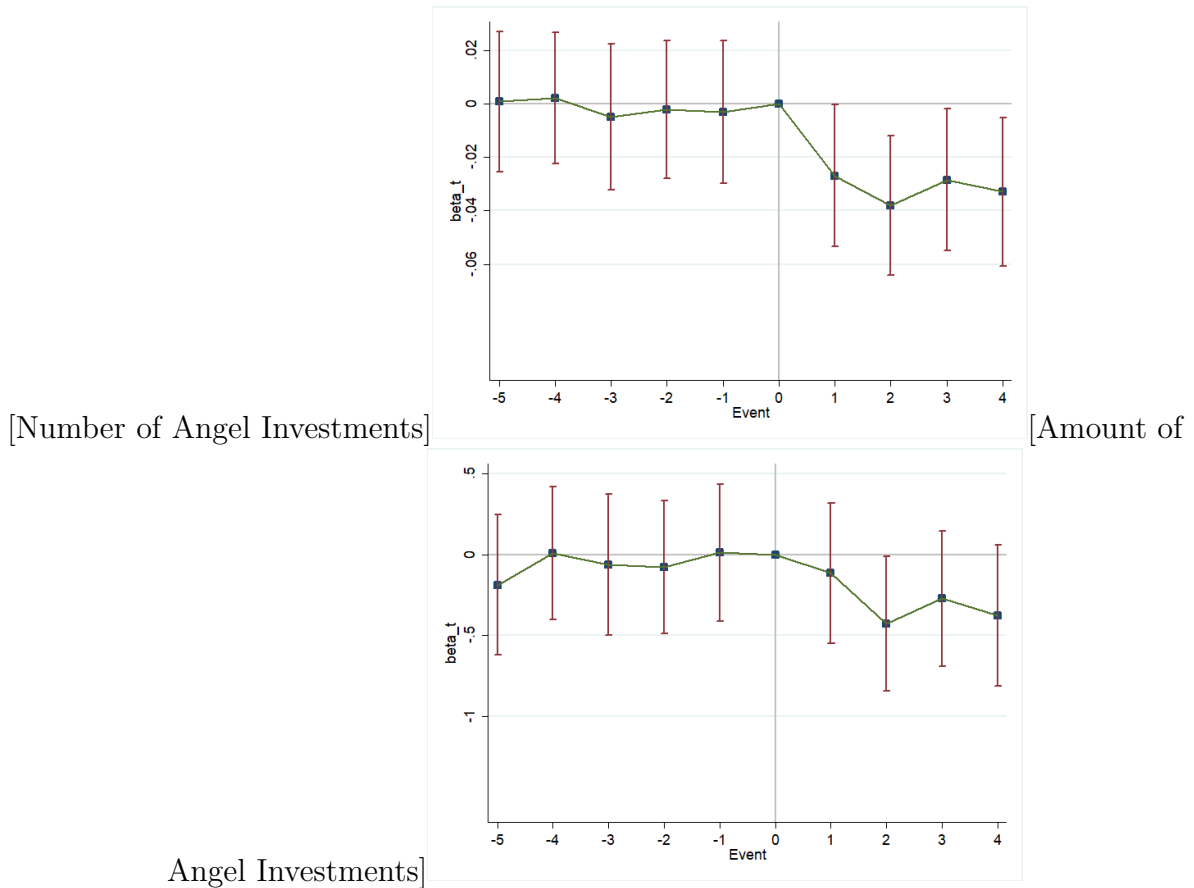 .02
0
-.02
-.04
-.06
beta_t
-5 -4 -3 -2 -1 0 1 2 3 4
Event
[Number of Angel Investments]
[Amount of
.5
0
-.5
-1
beta_t
-5 -4 -3 -2 -1 0 1 2 3 4
Event
Angel Investments]